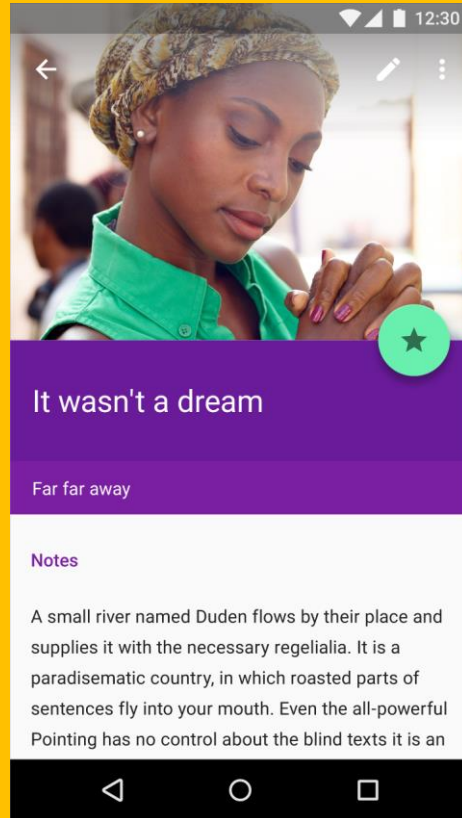 12:30
It wasn't a dream
Far far away
Notes
A small river named Duden flows by their place and
supplies it with the necessary regelialia. It is a
paradisematic country, in which roasted parts of
sentences fly into your mouth. Even the all-powerful
Pointing has no control about the blind texts it is an